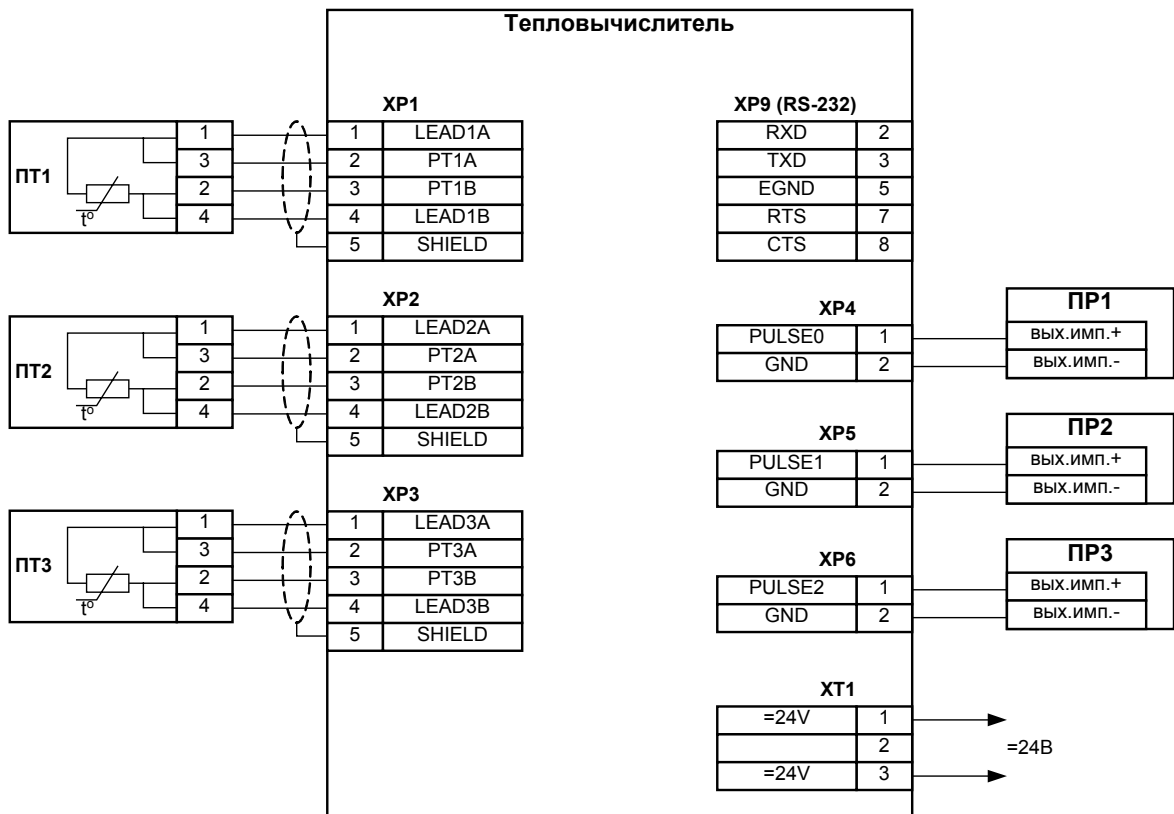 Тепловычислитель
XP1
ПТ1
1
3
2
4
tº
1 LEAD1A
2 PT1A
3 PT1B
4 LEAD1B
5 SHIELD
XP2
ПТ2
1
3
2
4
tº
1 LEAD2A
2 PT2A
3 PT2B
4 LEAD2B
5 SHIELD
XP3
ПТ3
1
3
2
4
tº
1 LEAD3A
2 PT3A
3 PT3B
4 LEAD3B
5 SHIELD
XP9 (RS-232)
RXD 2
TXD 3
EGND 5
RTS 7
CTS 8
XP4
PULSE0 1
GND 2
ПР1
вых.имп.+
вых.имп.-
XP5
PULSE1 1
GND 2
ПР2
вых.имп.+
вых.имп.-
XP6
PULSE2 1
GND 2
ПР3
вых.имп.+
вых.имп.-
XT1
=24V 1
2
=24V 3
=24В